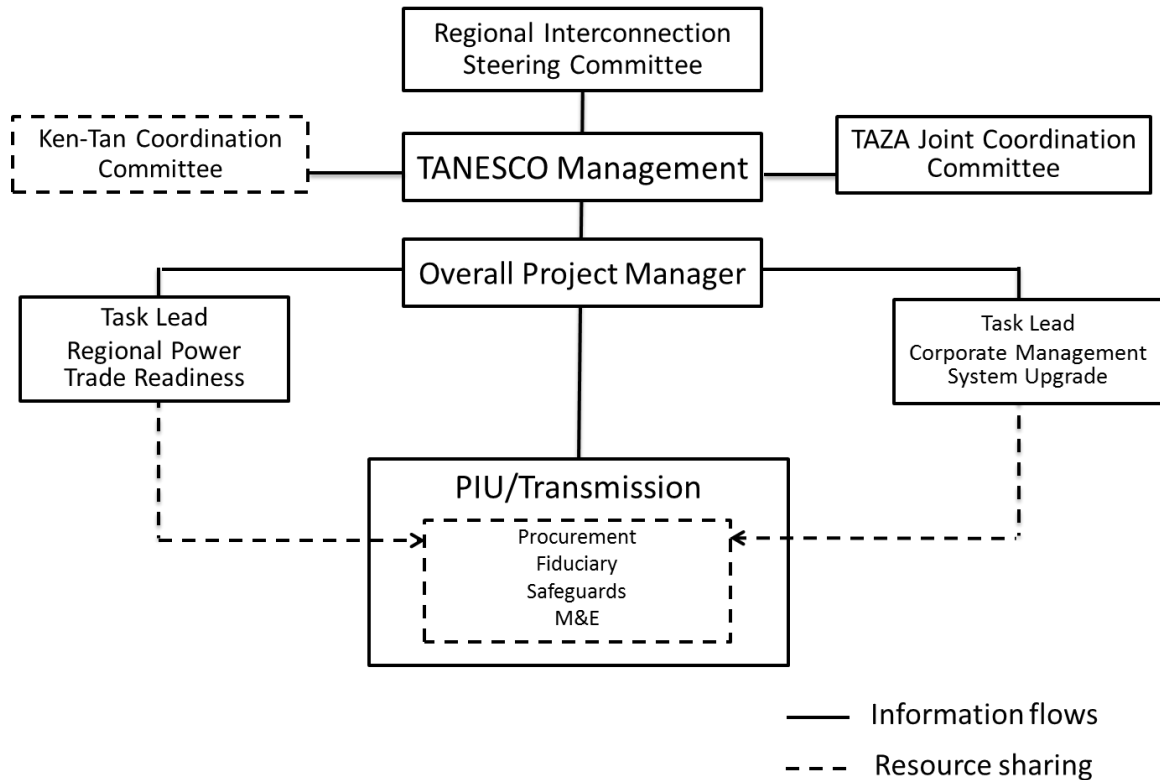 Regional Interconnection
Steering Committee
Ken-Tan Coordination
Committee
TANESCO Management
TAZA Joint Coordination
Committee
Overall Project Manager
Task Lead
Regional Power
Trade Readiness
Task Lead
Corporate Management
System Upgrade
PIU/Transmission
Procurement
Fiduciary
Safeguards
M&E
Information flows
Resource sharing